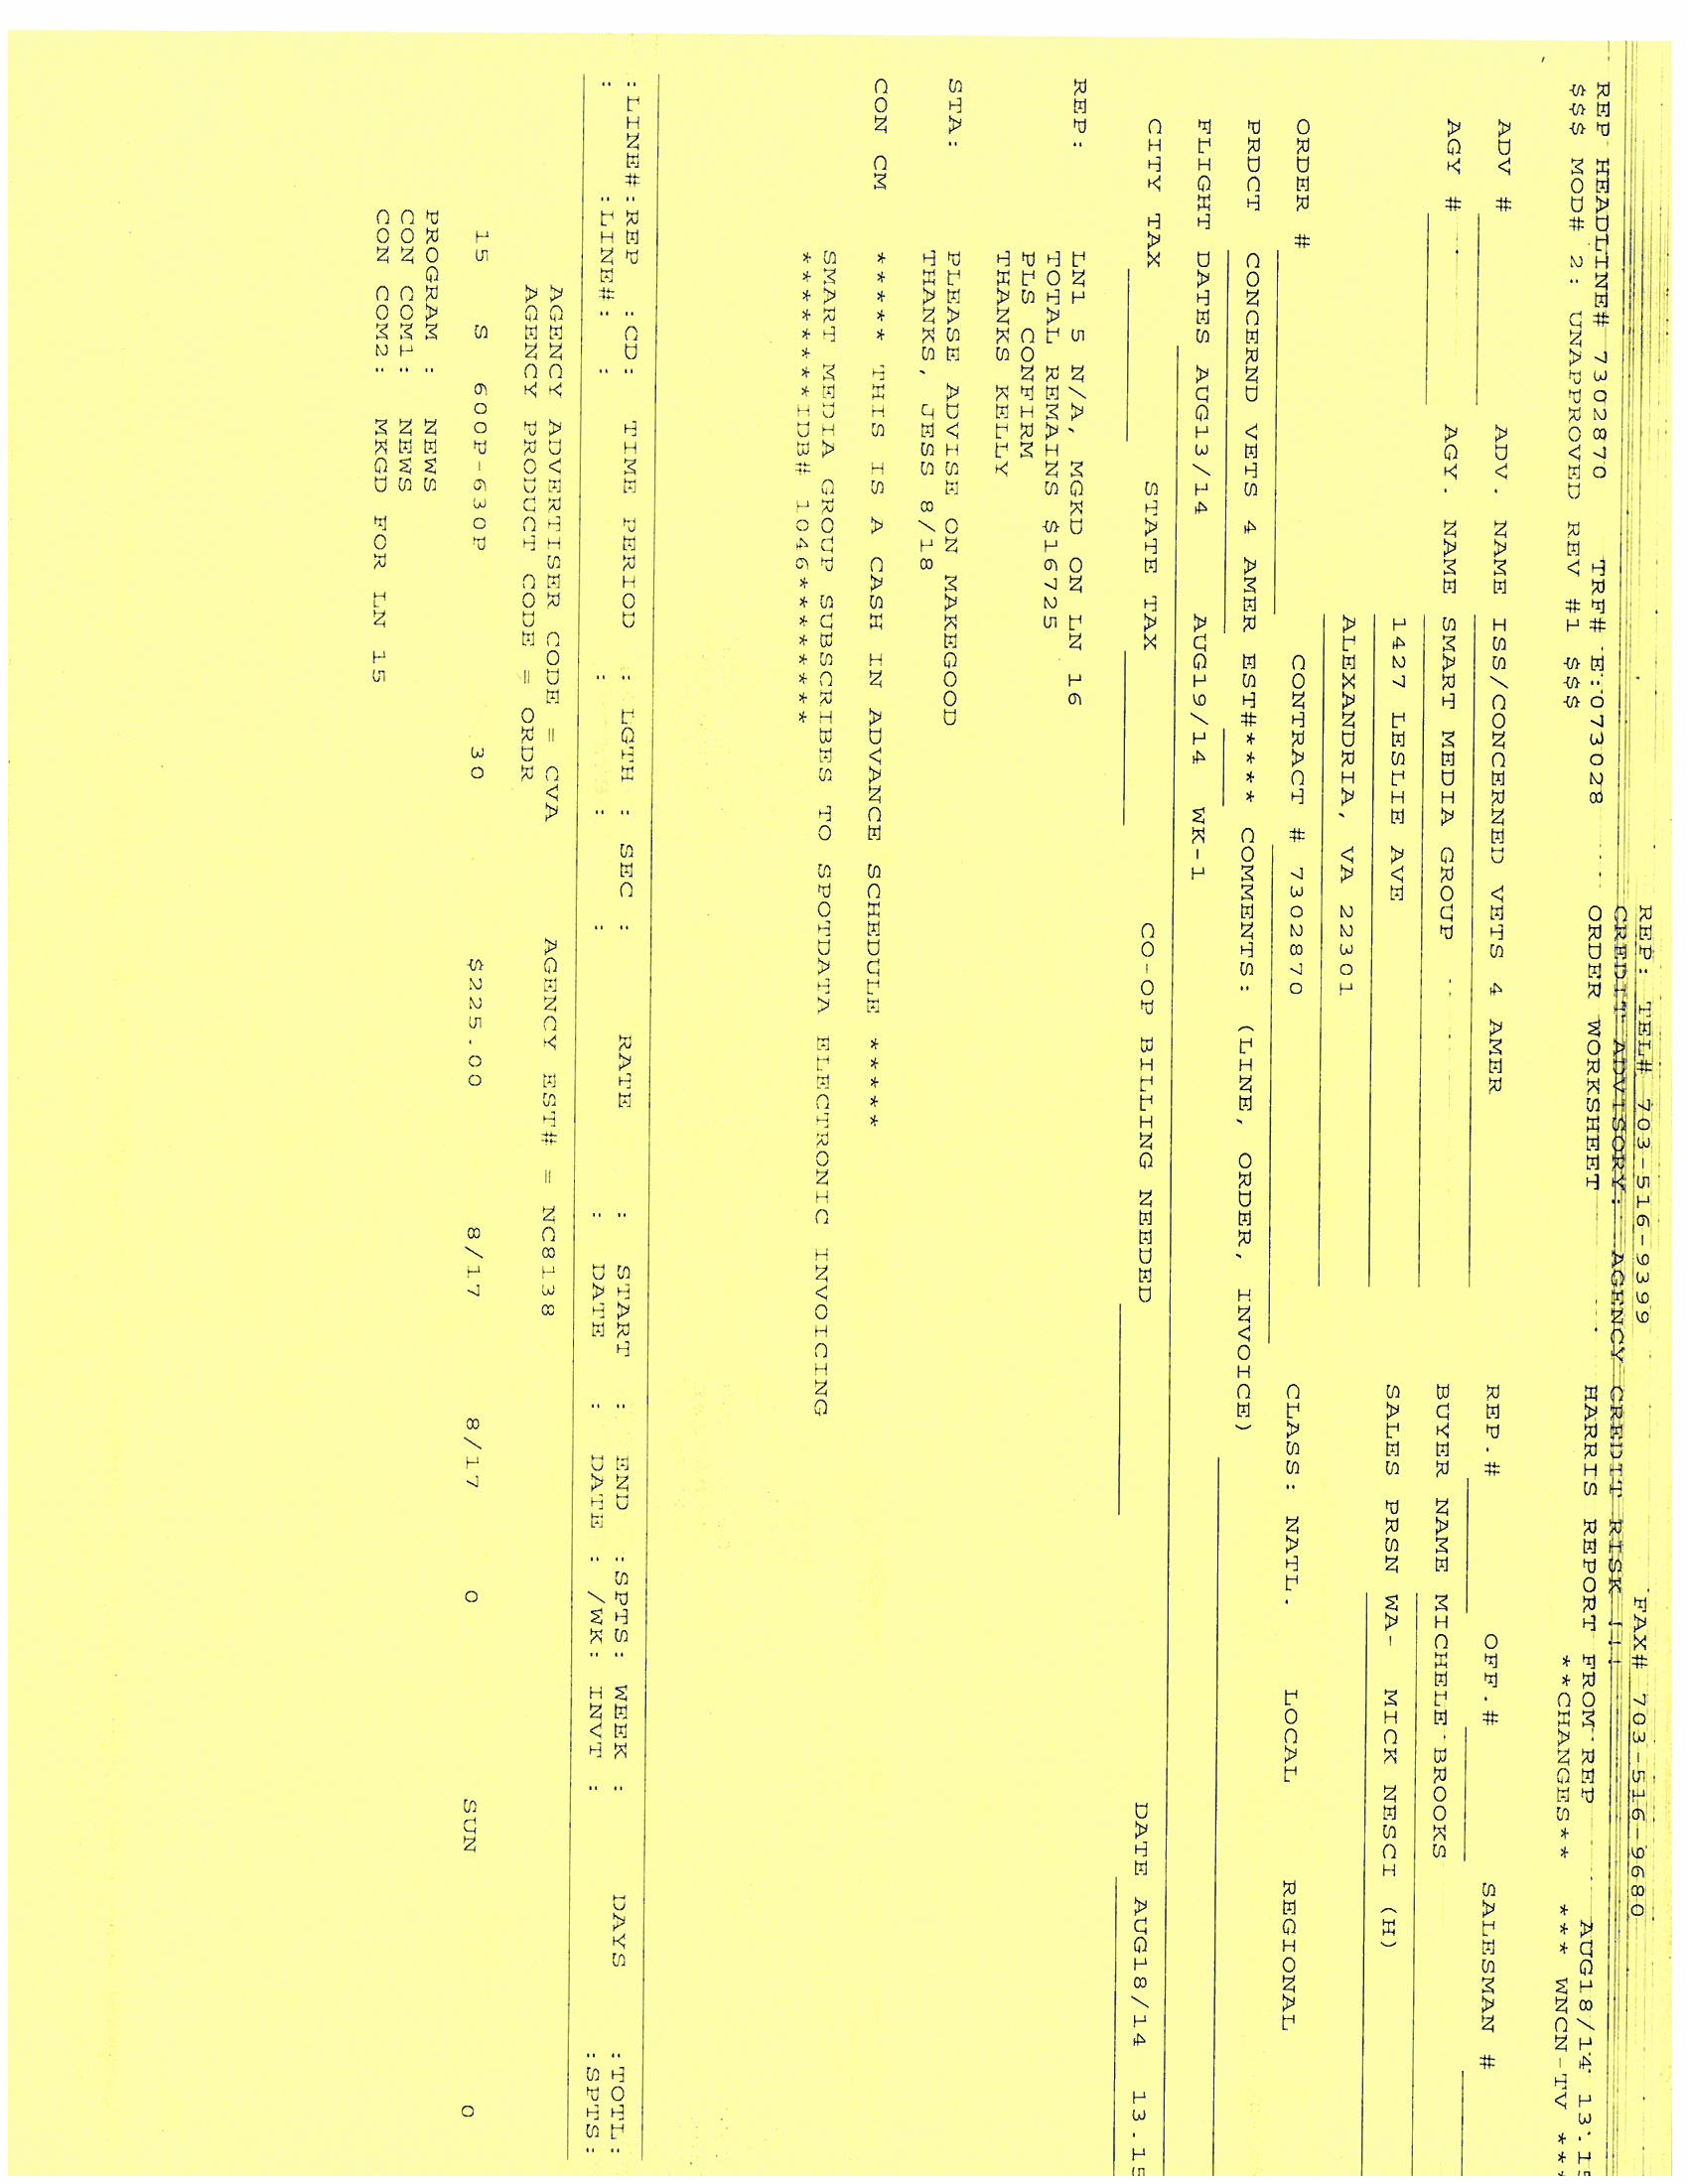 REP: TEL# 703-516-9399 FAX# 703-516-9680
CREDIT ADVISORY: AGENCY CREDIT RISK !!!
REP HEADLINE# 7302870 TRF# E:073028 ORDER WORKSHEET HARRIS REPORT FROM REP AUG18/14 13.15
$$$ MOD# 2: UNAPPROVED REV #1 $$$ **CHANGES** *** WNCN-TV ***
ADV # ADV. NAME ISS/CONCERNED VETS 4 AMER REP.# OFF.# SALESMAN #
AGY # AGY. NAME SMART MEDIA GROUP BUYER NAME MICHELE BROOKS
1427 LESLIE AVE SALES PRSN WA- MICK NESCI (H)
ALEXANDRIA, VA 22301
ORDER # CONTRACT # 7302870 CLASS: NATL. LOCAL REGIONAL
PRDCT CONCERND VETS 4 AMER EST#**** COMMENTS: (LINE, ORDER, INVOICE)
FLIGHT DATES AUG13/14 AUG19/14 WK-1
CITY TAX STATE TAX CO-OP BILLING NEEDED DATE AUG18/14 13.15
REP: LN1 5 N/A, MGKD ON LN 16
TOTAL REMAINS $16725
PLS CONFIRM
THANKS KELLY
STA: PLEASE ADVISE ON MAKEGOOD
THANKS, JESS 8/18
CON CM ***** THIS IS A CASH IN ADVANCE SCHEDULE *****
SMART MEDIA GROUP SUBSCRIBES TO SPOTDATA ELECTRONIC INVOICING
*********IDB# 1046*********
:LINE#:REP :CD: TIME PERIOD : LGTH : SEC : RATE : START : END :SPTS: WEEK : DAYS :TOTL:
: :LINE#: : : : : : DATE : DATE : /WK: INVT : :SPTS:
AGENCY ADVERTISER CODE = CVA AGENCY EST# = NC8138
AGENCY PRODUCT CODE = ORDR
15 S 600P-630P 30 $225.00 8/17 8/17 0 SUN 0
PROGRAM : NEWS
CON COM1: NEWS
CON COM2: MKGD FOR LN 15